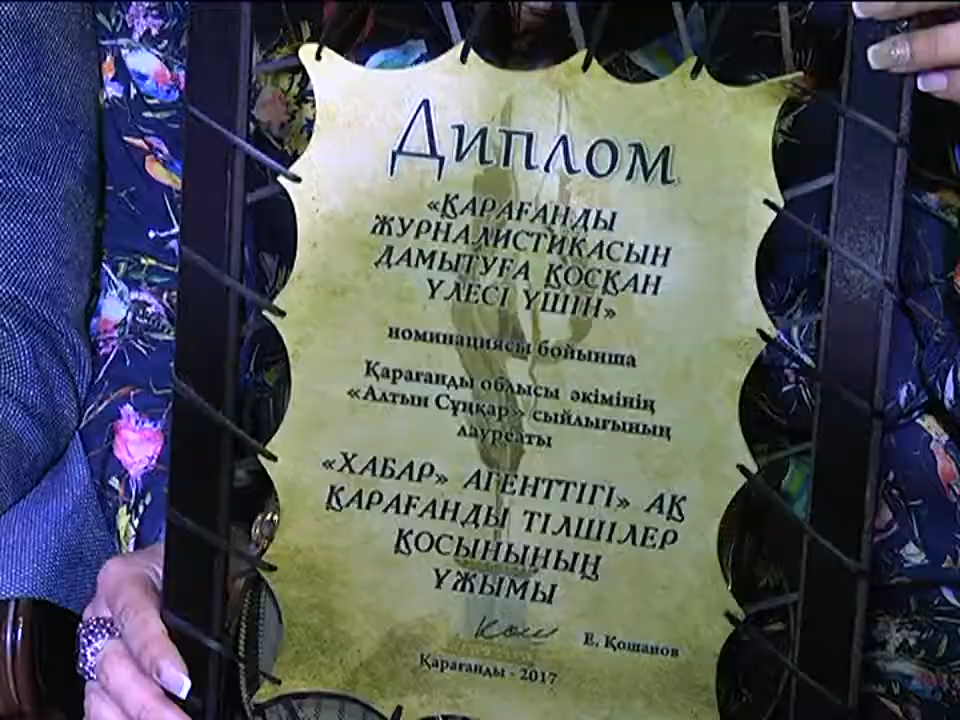 Диплом
«ҚАРАҒАНДЫ
ЖУРНАЛИСТИКАСЫН
ДАМЫТУҒА ҚОСҚАН
ҮЛЕСІ ҮШІН»
номинациясы бойынша
Қарағанды облысы әкімінің
«Алтын Сұңқар» сыйлығының
лауреаты
«ХАБАР» АГЕНТТІГІ» АҚ
ҚАРАҒАНДЫ ТІЛШІЛЕР
ҚОСЫНЫНЫҢ
ҰЖЫМЫ
Е. Қошанов
Қарағанды - 2017